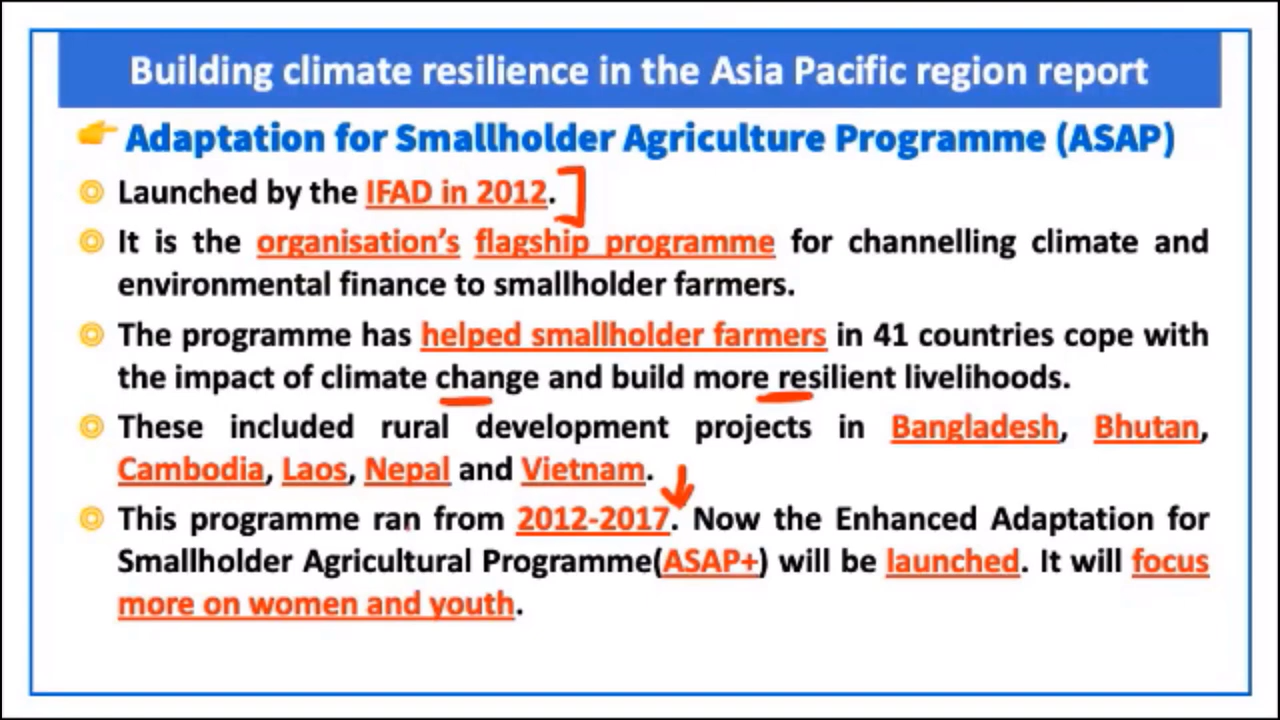 Building climate resilience in the Asia Pacific region report
Adaptation for Smallholder Agriculture Programme (ASAP)
Launched by the IFAD in 2012.
It is the organisation's flagship programme for channelling climate and
environmental finance to smallholder farmers.
The programme has helped smallholder farmers in 41 countries cope with
the impact of climate change and build more resilient livelihoods.
These included rural development projects in Bangladesh, Bhutan,
Cambodia, Laos, Nepal and Vietnam.
This programme ran from 2012-2017. Now the Enhanced Adaptation for
Smallholder Agricultural Programme(ASAP+) will be launched. It will focus
more on women and youth.